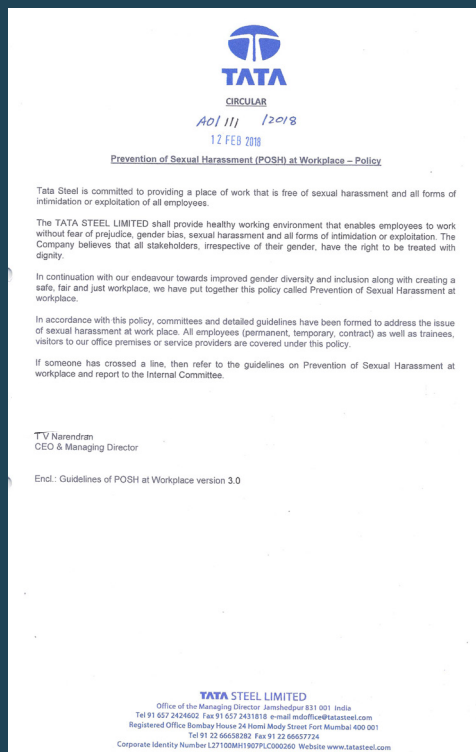 TATA
CIRCULAR
AO/ 111 /2018
12 FEB 2018
Prevention of Sexual Harassment (POSH) at Workplace – Policy
Tata Steel is committed to providing a place of work that is free of sexual harassment and all forms of
intimidation or exploitation of all employees.
The TATA STEEL LIMITED shall provide healthy working environment that enables employees to work
without fear of prejudice, gender bias, sexual harassment and all forms of intimidation or exploitation. The
Company believes that all stakeholders, irrespective of their gender, have the right to be treated with
dignity.
In continuation with our endeavour towards improved gender diversity and inclusion along with creating a
safe, fair and just workplace, we have put together this policy called Prevention of Sexual Harassment at
workplace.
In accordance with this policy, committees and detailed guidelines have been formed to address the issue
of sexual harassment at work place. All employees (permanent, temporary, contract) as well as trainees,
visitors to our office premises or service providers are covered under this policy.
If someone has crossed a line, then refer to the guidelines on Prevention of Sexual Harassment at
workplace and report to the Internal Committee.
T V Narendran
CEO & Managing Director
Encl.: Guidelines of POSH at Workplace version 3.0
TATA STEEL LIMITED
Office of the Managing Director Jamshedpur 831 001 India
Tel 91 657 2424602 Fax 91 657 2431818 e-mail mdoffice@tatasteel.com
Registered Office Bombay House 24 Homi Mody Street Fort Mumbai 400 001
Tel 91 22 66658282 Fax 91 22 66657724
Corporate Identity Number L27100MH1907PLC000260 Website www.tatasteel.com